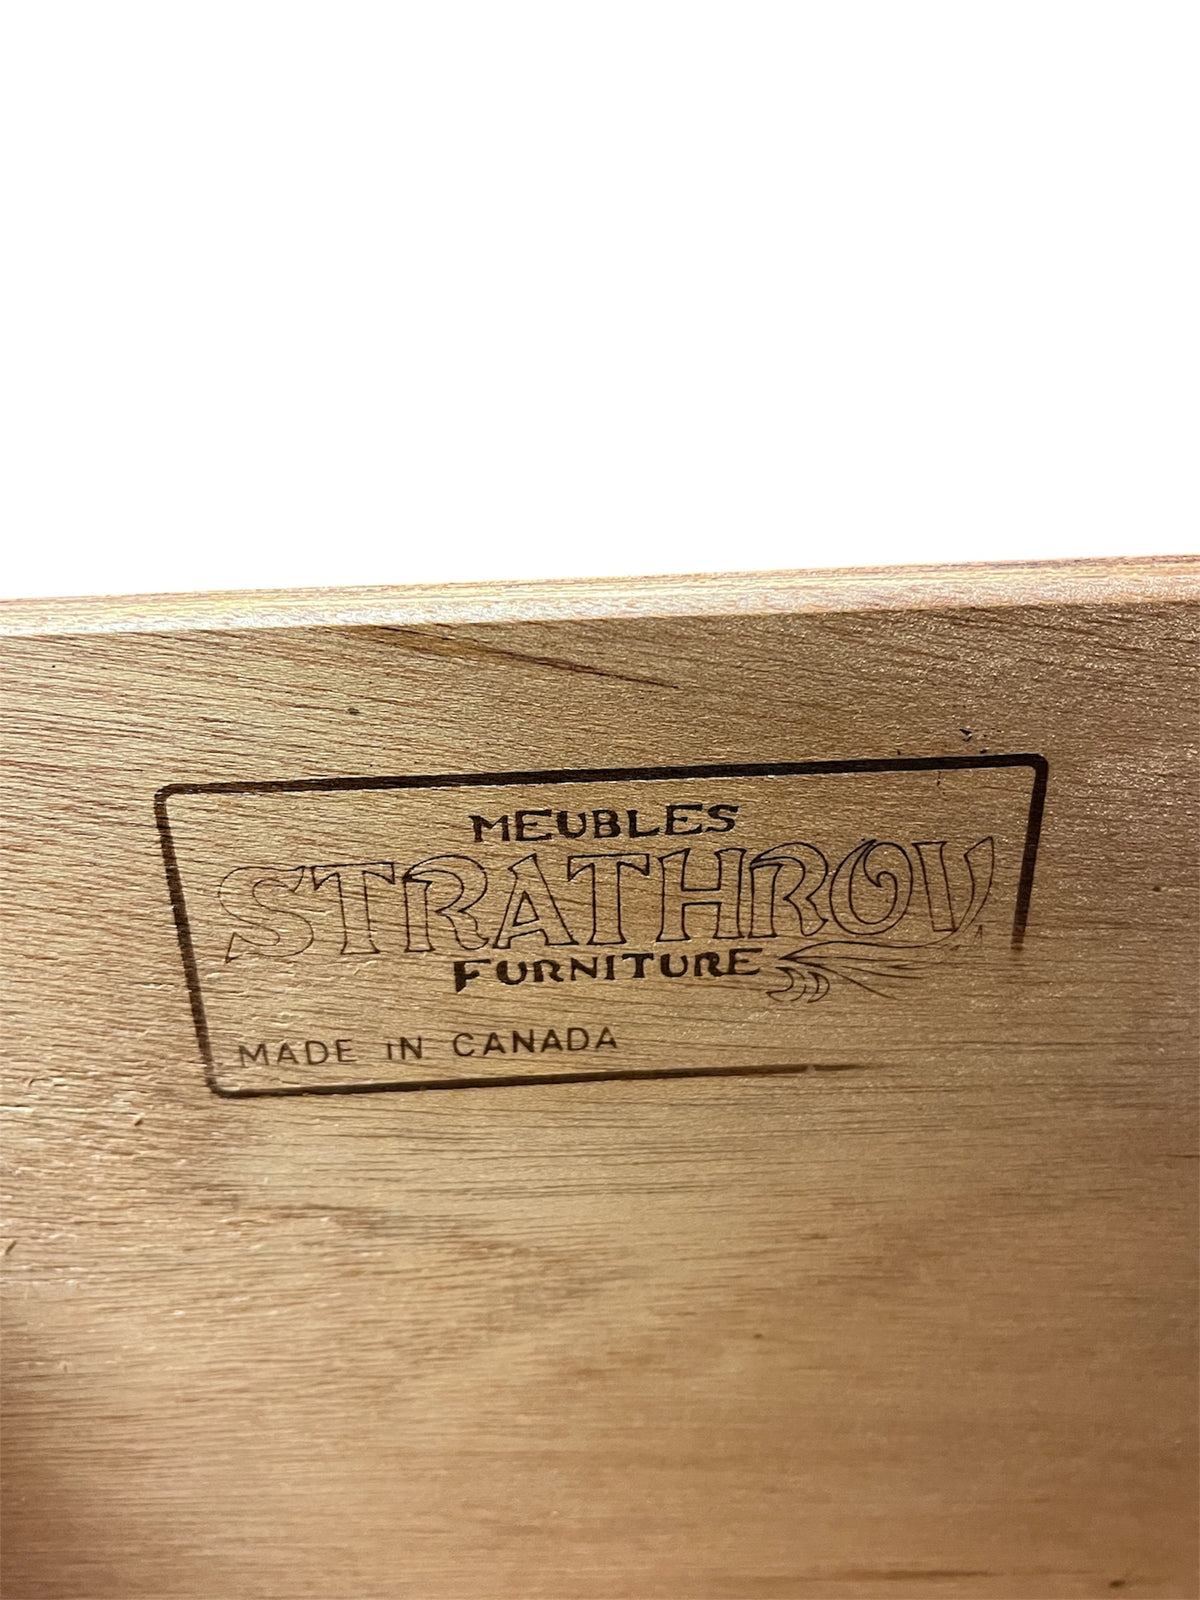 MEUBLES
STRATHROY
FURNITURE
MADE IN CANADA